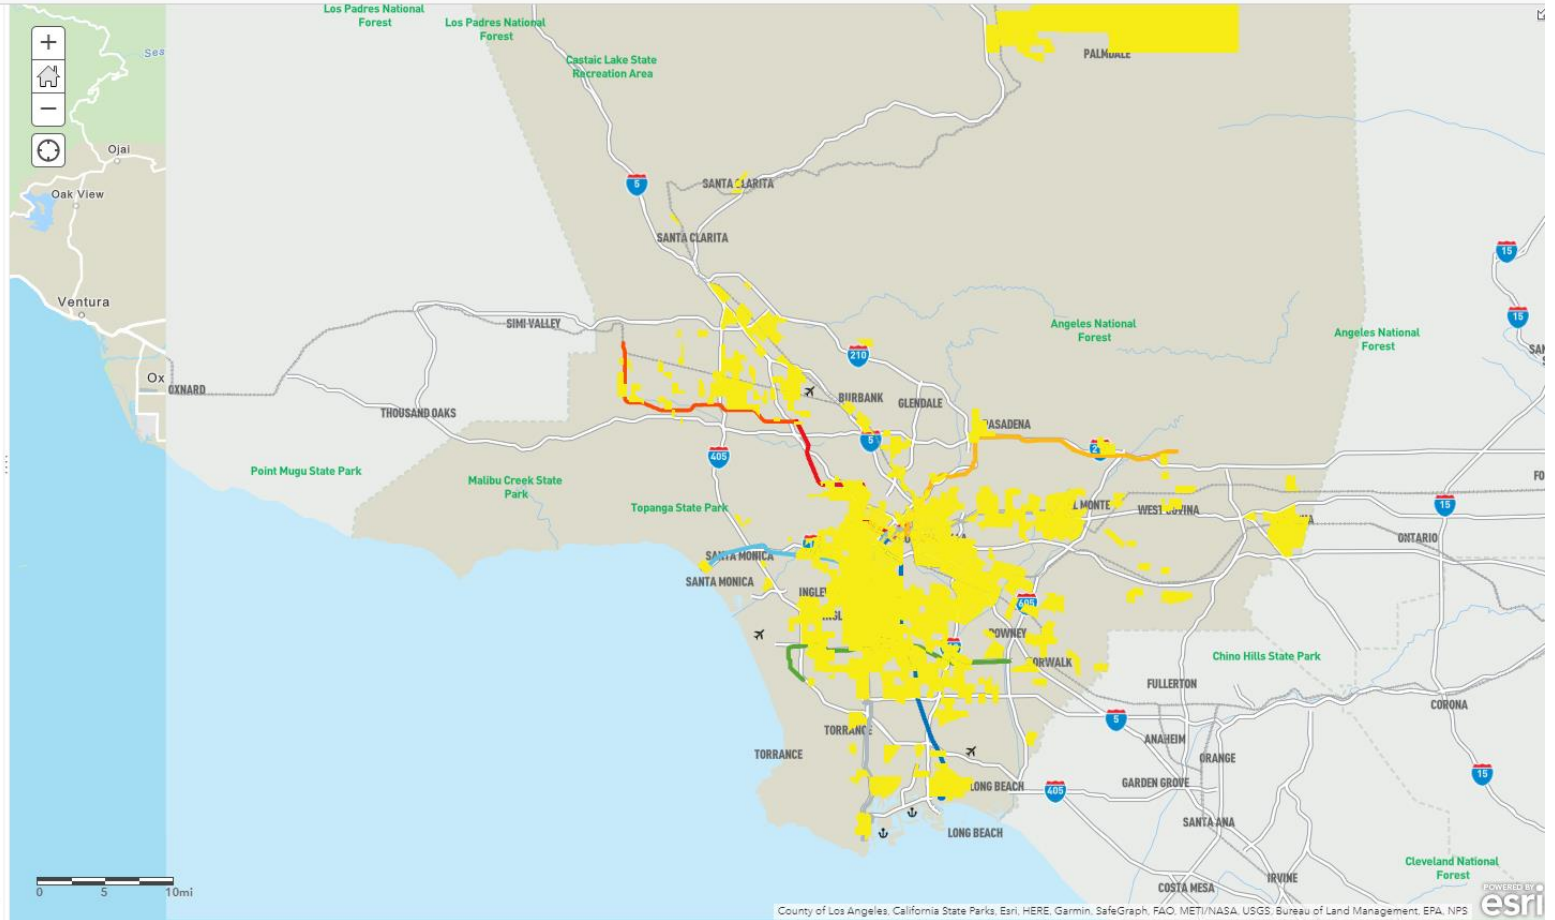 Los Padres National
Forest
Los Padres National
Forest
Castaic Lake State
Recreation Area
PALMDALE
+
−
Ses
Ojai
5
SANTA CLARITA
Oak View
SANTA CLARITA
15
Ventura
15
SIMI VALLEY
Angeles National
Forest
Angeles National
Forest
210
Ox
OXNARD
BURBANK
GLENDALE
THOUSAND OAKS
PASADENA
5
405
Point Mugu State Park
Malibu Creek State
Park
Topanga State Park
L MONTE
WEST COVINA
15
ONTARIO
SANTA MONICA
SANTA MONICA
INGLE
605
DOWNEY
NORWALK
Chino Hills State Park
FULLERTON
CORONA
5
TORRANCE
ANAHEIM
TORRANCE
ORANGE
15
LONG BEACH
405
GARDEN GROVE
SANTA ANA
LONG BEACH
Cleveland National
Forest
IRVINE
COSTA MESA
0 5 10mi
POWERED BY
esri
County of Los Angeles, California State Parks, Esri, HERE, Garmin, SafeGraph, FAO, METI/NASA, USGS, Bureau of Land Management, EPA, NPS